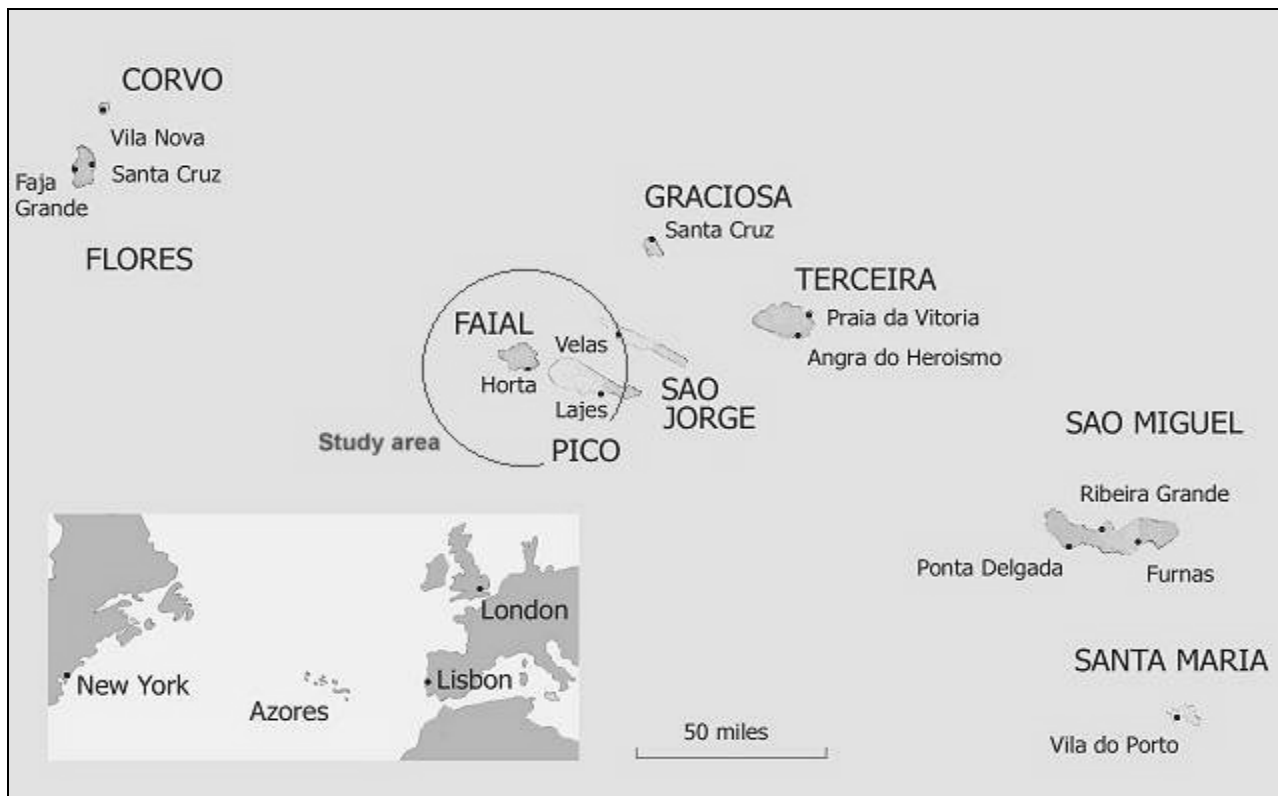 CORVO
Vila Nova
Santa Cruz
Faja
Grande
FLORES
GRACIOSA
Santa Cruz
TERCEIRA
Praia da Vitoria
Angra do Heroismo
FAIAL
Velas
Horta
Lajes
SAO
JORGE
PICO
Study area
SAO MIGUEL
Ribeira Grande
Ponta Delgada
Furnas
SANTA MARIA
Vila do Porto
50 miles
London
Lisbon
New York
Azores